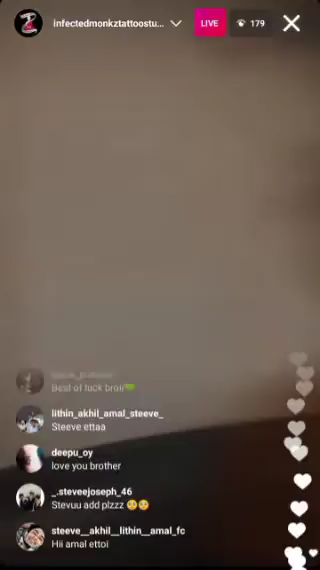 infectedmonkztattoostu...
LIVE
179
Best of luck broii
lithin_akhil_amal_steeve_
Steeve ettaa
deepu_oy
love you brother
_.steveejoseph_46
Stevuu add plzzz 🥺🥺
steeve__akhil__lithin__amal_fc
Hii amal ettoi